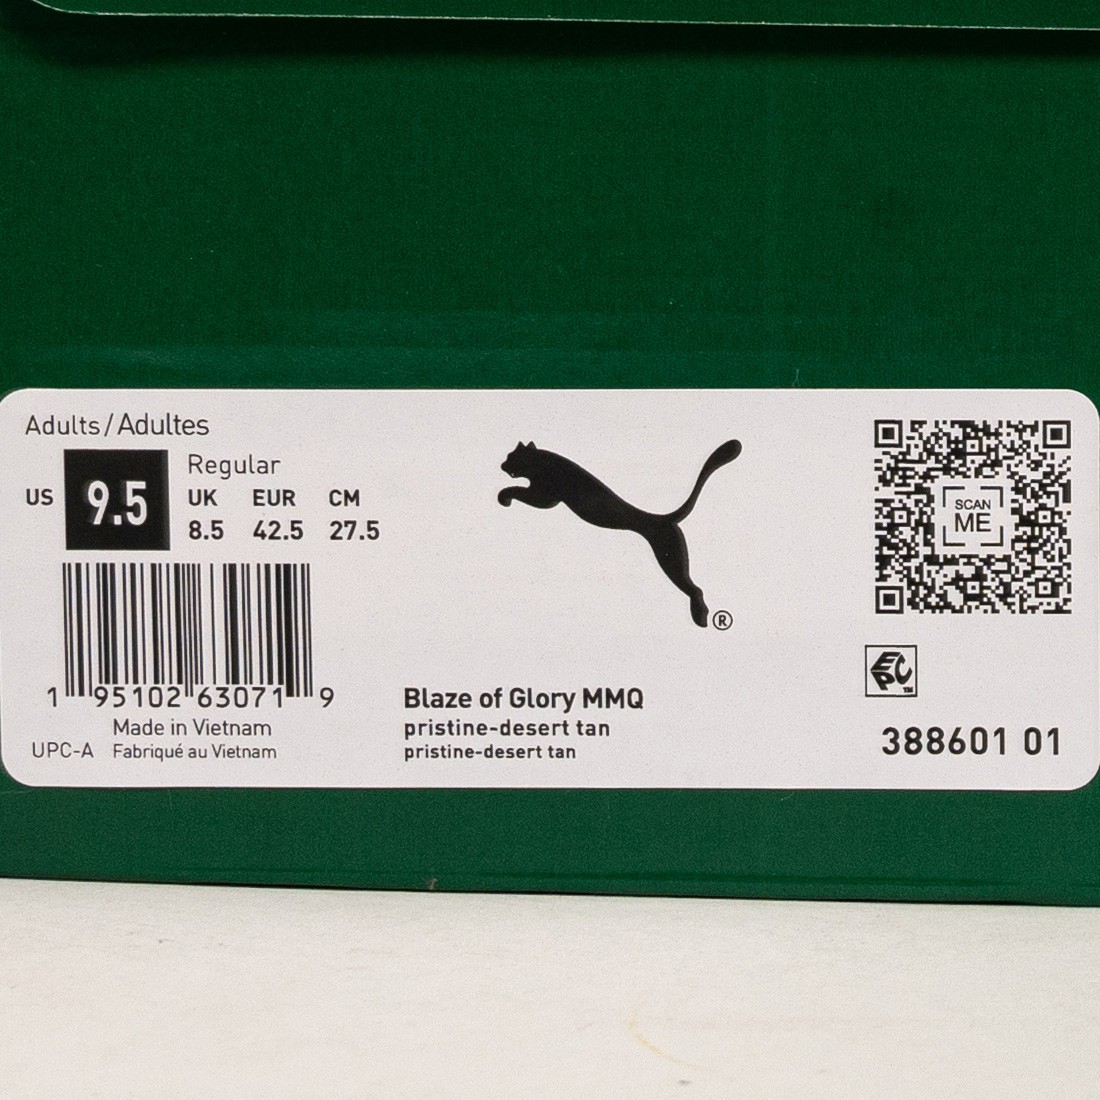 Adults/Adultes
US 9.5
Regular
UK EUR CM
8.5 42.5 27.5
SCAN
ME
®
1 95102 63071 9
Made in Vietnam
UPC-A Fabriqué au Vietnam
Blaze of Glory MMQ
pristine-desert tan
pristine-desert tan
EPC™
388601 01